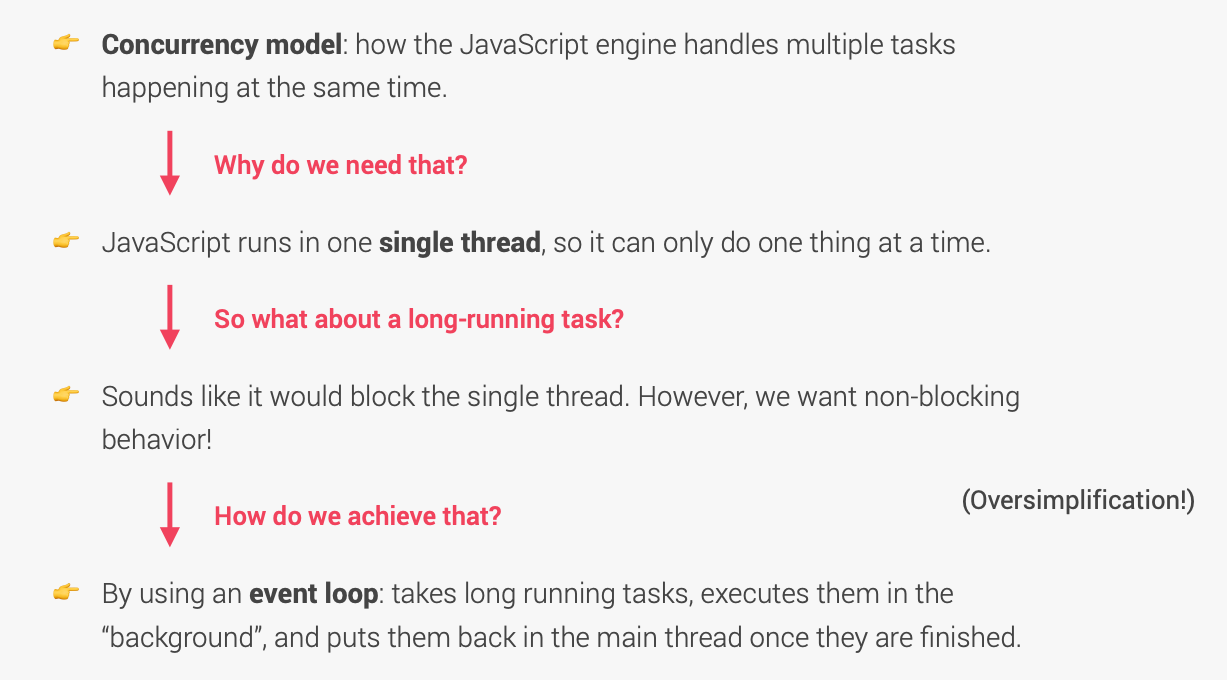 👉 Concurrency model: how the JavaScript engine handles multiple tasks
happening at the same time.
Why do we need that?
👉 JavaScript runs in one single thread, so it can only do one thing at a time.
So what about a long-running task?
👉 Sounds like it would block the single thread. However, we want non-blocking
behavior!
(Oversimplification!)
How do we achieve that?
👉 By using an event loop: takes long running tasks, executes them in the
“background”, and puts them back in the main thread once they are finished.